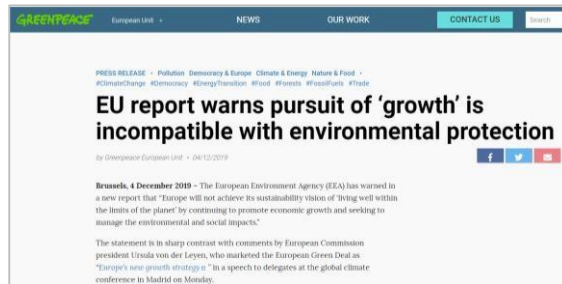 GREENPEACE European Unit NEWS OUR WORK CONTACT US Search
PRESS RELEASE • Pollution Democracy & Europe Climate & Energy Nature & Food •
#ClimateChange #Democracy #EnergyTransition #Food #Forests #FossilFuels #Trade
EU report warns pursuit of ‘growth’ is
incompatible with environmental protection
by Greenpeace European Unit • 04/12/2019
Brussels, 4 December 2019 – The European Environment Agency (EEA) has warned in
a new report that “Europe will not achieve its sustainability vision of ‘living well within
the limits of the planet’ by continuing to promote economic growth and seeking to
manage the environmental and social impacts.”
The statement is in sharp contrast with comments by European Commission
president Ursula von der Leyen, who marketed the European Green Deal as
“Europe’s new growth strategy” in a speech to delegates at the global climate
conference in Madrid on Monday.